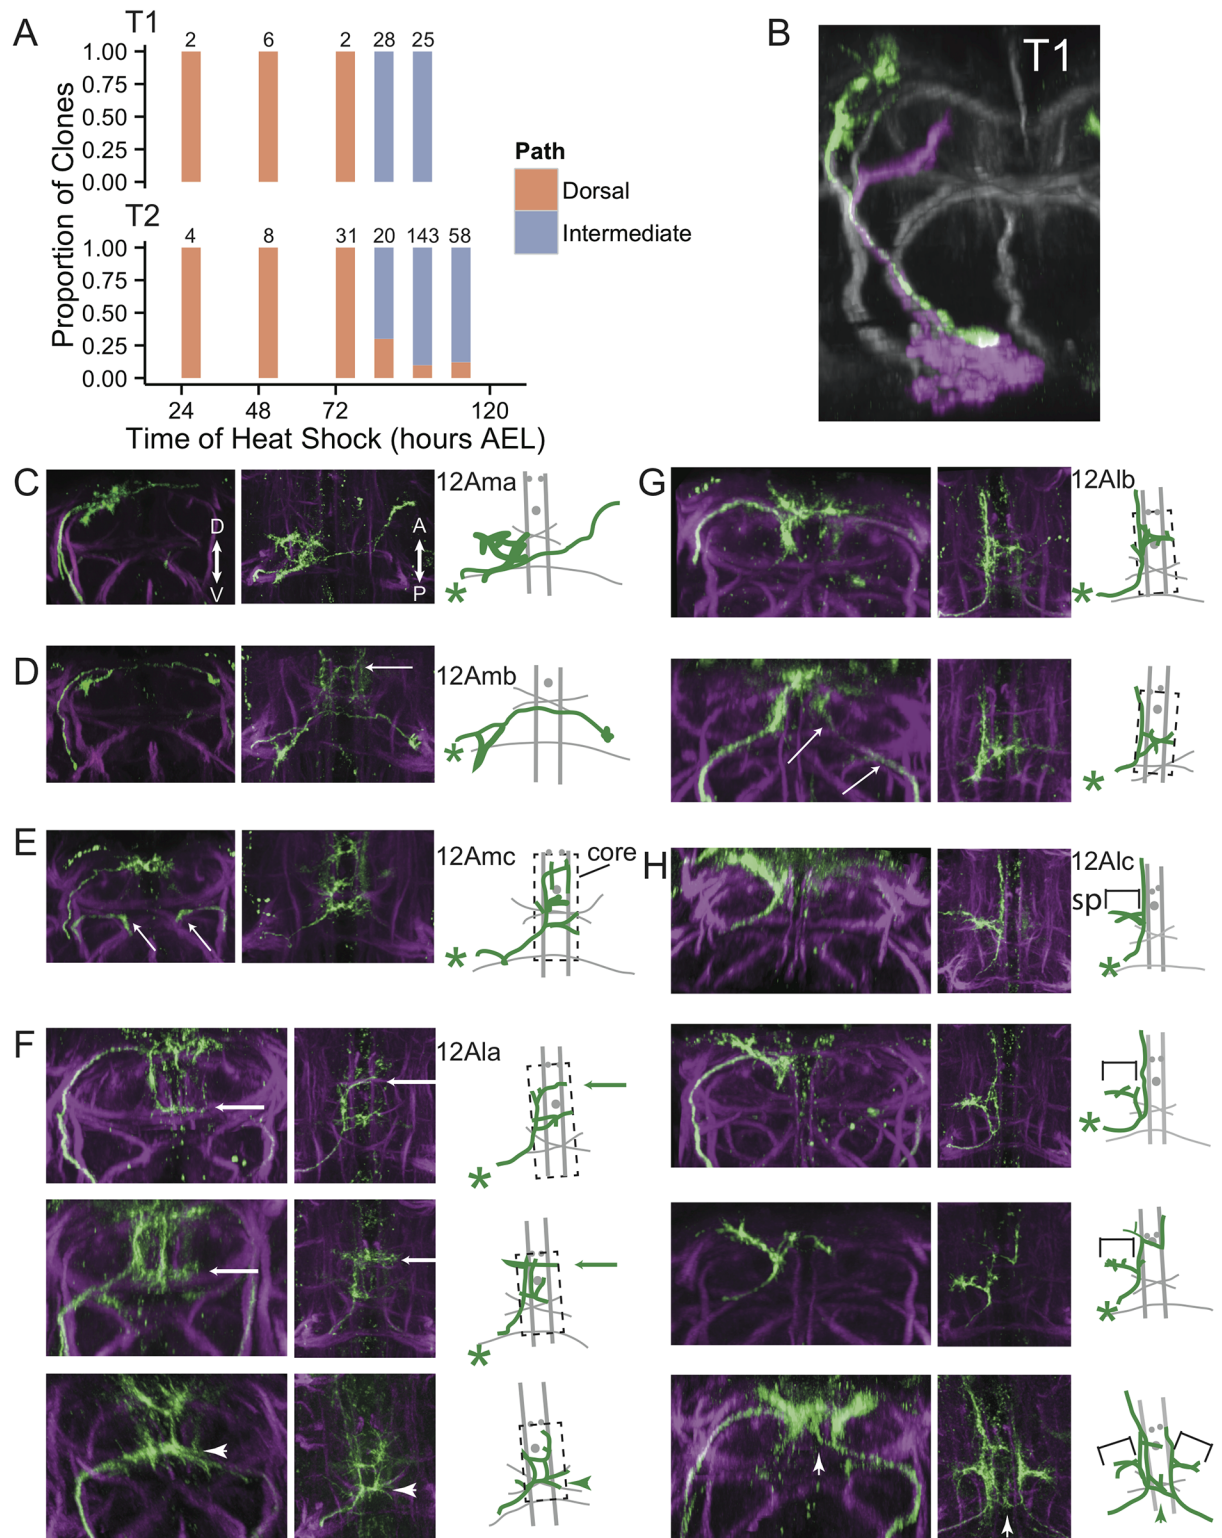 A
T1
2 6 2 28 25
1.00
0.75
0.50
0.25
0.00
Proportion of Clones
T2
4 8 31 20 143 58
1.00
0.75
0.50
0.25
0.00
24 48 72 120
Time of Heat Shock (hours AEL)
Path
Dorsal
Intermediate
B
T1
C
D
V
A
P
12Ama
D
12Amb
E
12Amc
core
F
12Ala
G
12Alb
H
12Alc
sp